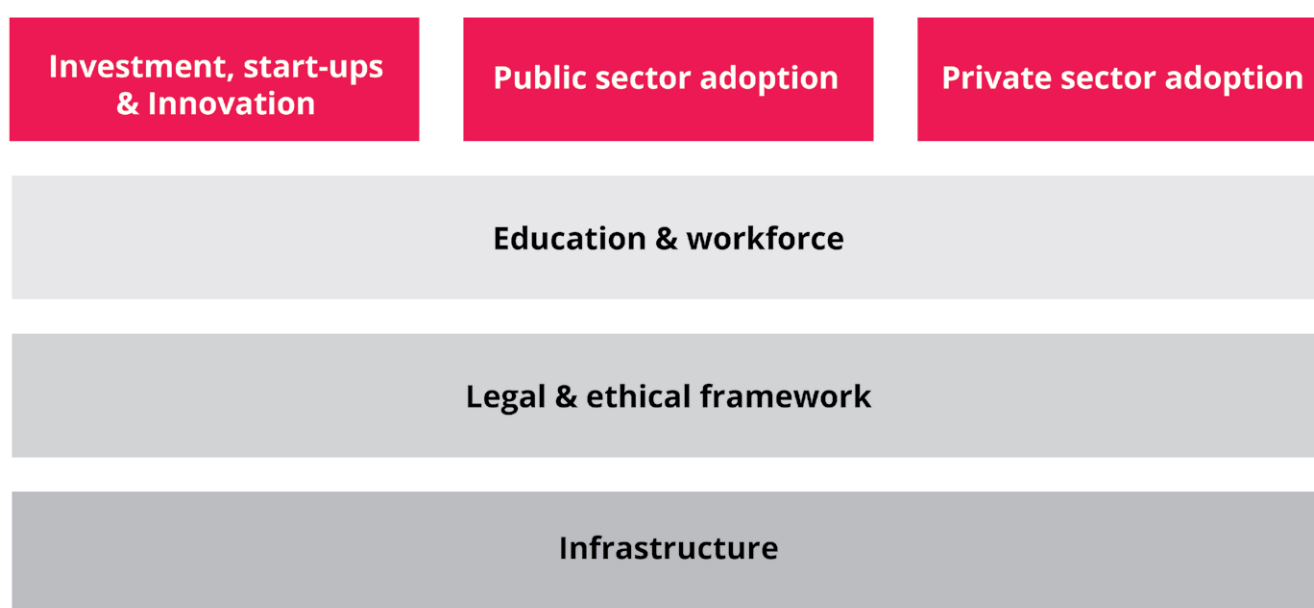 Investment, start-ups
& Innovation
Public sector adoption
Private sector adoption
Education & workforce
Legal & ethical framework
Infrastructure